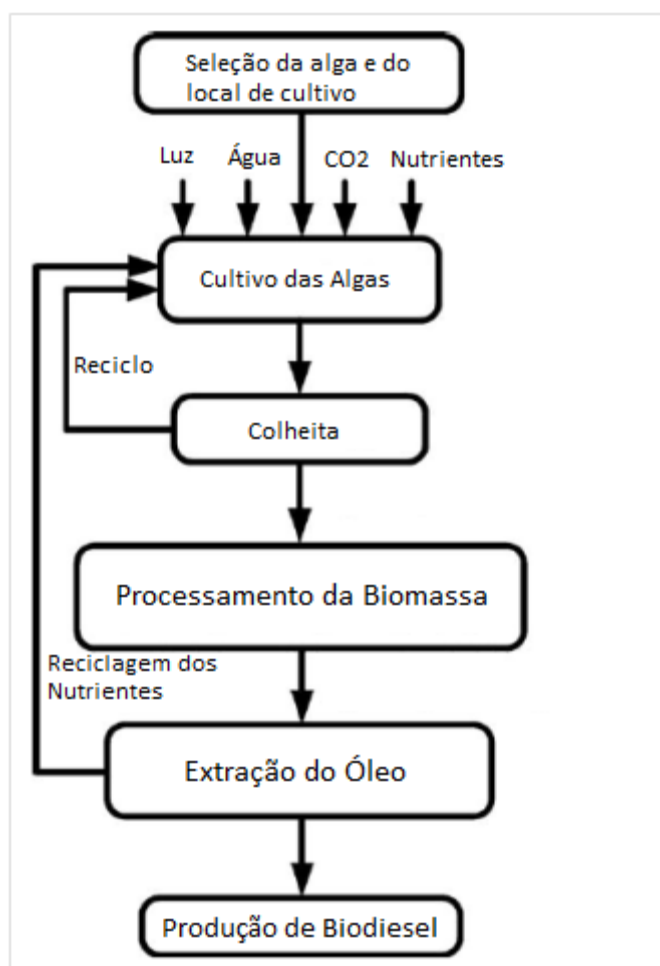 Seleção da alga e do
local de cultivo
Luz
Água
CO2
Nutrientes
Cultivo das Algas
Reciclo
Colheita
Processamento da Biomassa
Reciclagem dos
Nutrientes
Extração do Óleo
Produção de Biodiesel